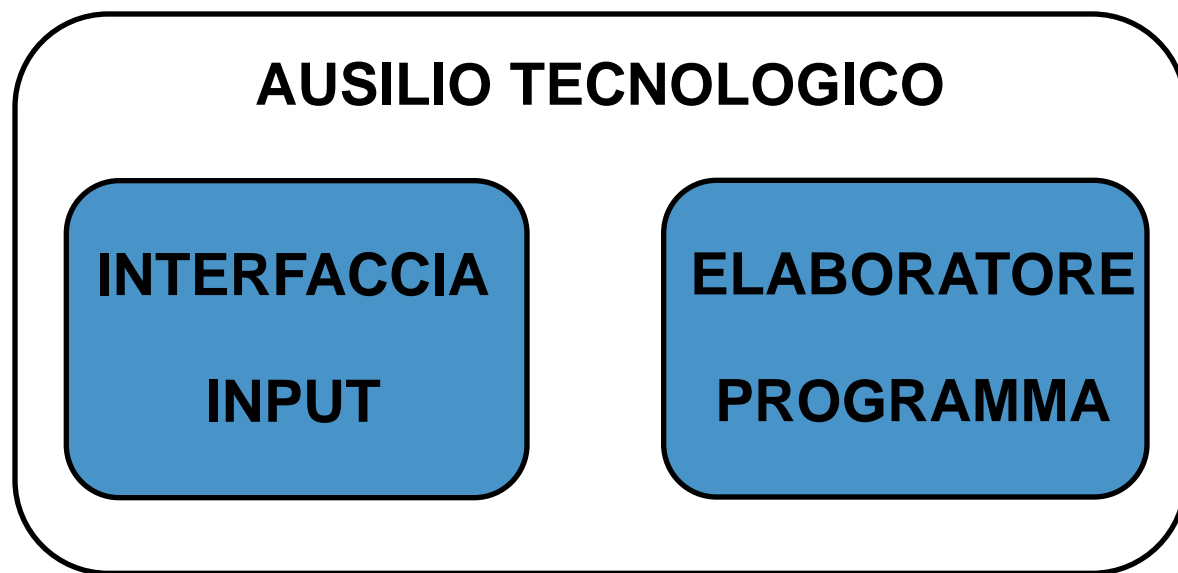 AUSILIO TECNOLOGICO
INTERFACCIA
INPUT
ELABORATORE
PROGRAMMA